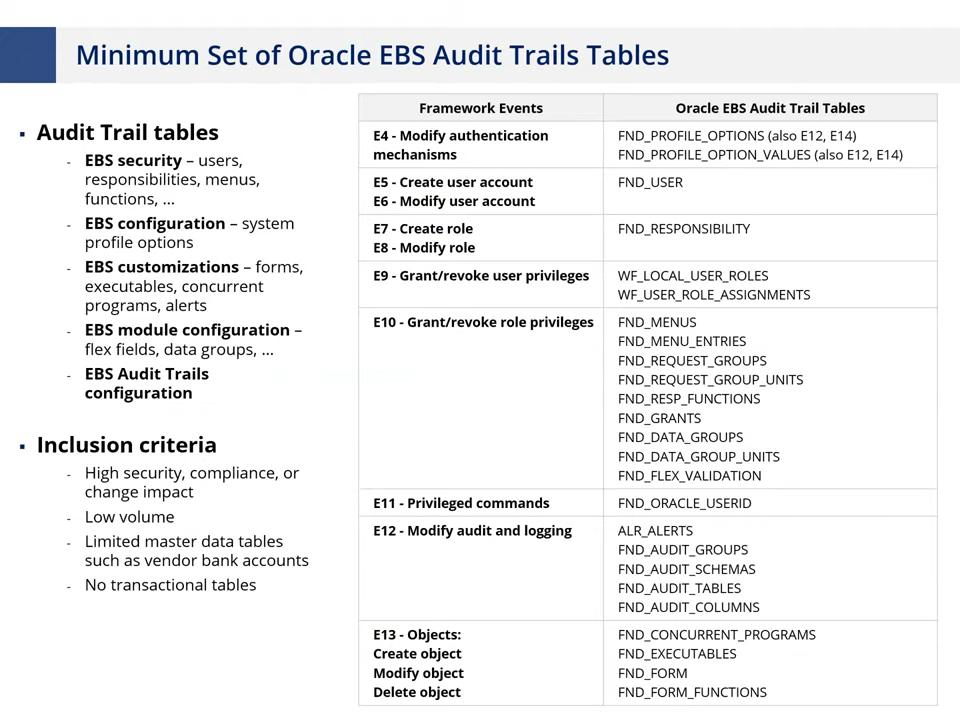 Minimum Set of Oracle EBS Audit Trails Tables
▪ Audit Trail tables
- EBS security – users,
responsibilities, menus,
functions, ...
- EBS configuration – system
profile options
- EBS customizations – forms,
executables, concurrent
programs, alerts
- EBS module configuration –
flex fields, data groups, ...
- EBS Audit Trails
configuration
▪ Inclusion criteria
- High security, compliance, or
change impact
- Low volume
- Limited master data tables
such as vendor bank accounts
- No transactional tables
Framework Events
Oracle EBS Audit Trail Tables
E4 - Modify authentication
mechanisms
FND_PROFILE_OPTIONS (also E12, E14)
FND_PROFILE_OPTION_VALUES (also E12, E14)
E5 - Create user account
E6 - Modify user account
FND_USER
E7 - Create role
E8 - Modify role
FND_RESPONSIBILITY
E9 - Grant/revoke user privileges
WF_LOCAL_USER_ROLES
WF_USER_ROLE_ASSIGNMENTS
E10 - Grant/revoke role privileges
FND_MENUS
FND_MENU_ENTRIES
FND_REQUEST_GROUPS
FND_REQUEST_GROUP_UNITS
FND_RESP_FUNCTIONS
FND_GRANTS
FND_DATA_GROUPS
FND_DATA_GROUP_UNITS
FND_FLEX_VALIDATION
E11 - Privileged commands
FND_ORACLE_USERID
E12 - Modify audit and logging
ALR_ALERTS
FND_AUDIT_GROUPS
FND_AUDIT_SCHEMAS
FND_AUDIT_TABLES
FND_AUDIT_COLUMNS
E13 - Objects:
Create object
Modify object
Delete object
FND_CONCURRENT_PROGRAMS
FND_EXECUTABLES
FND_FORM
FND_FORM_FUNCTIONS